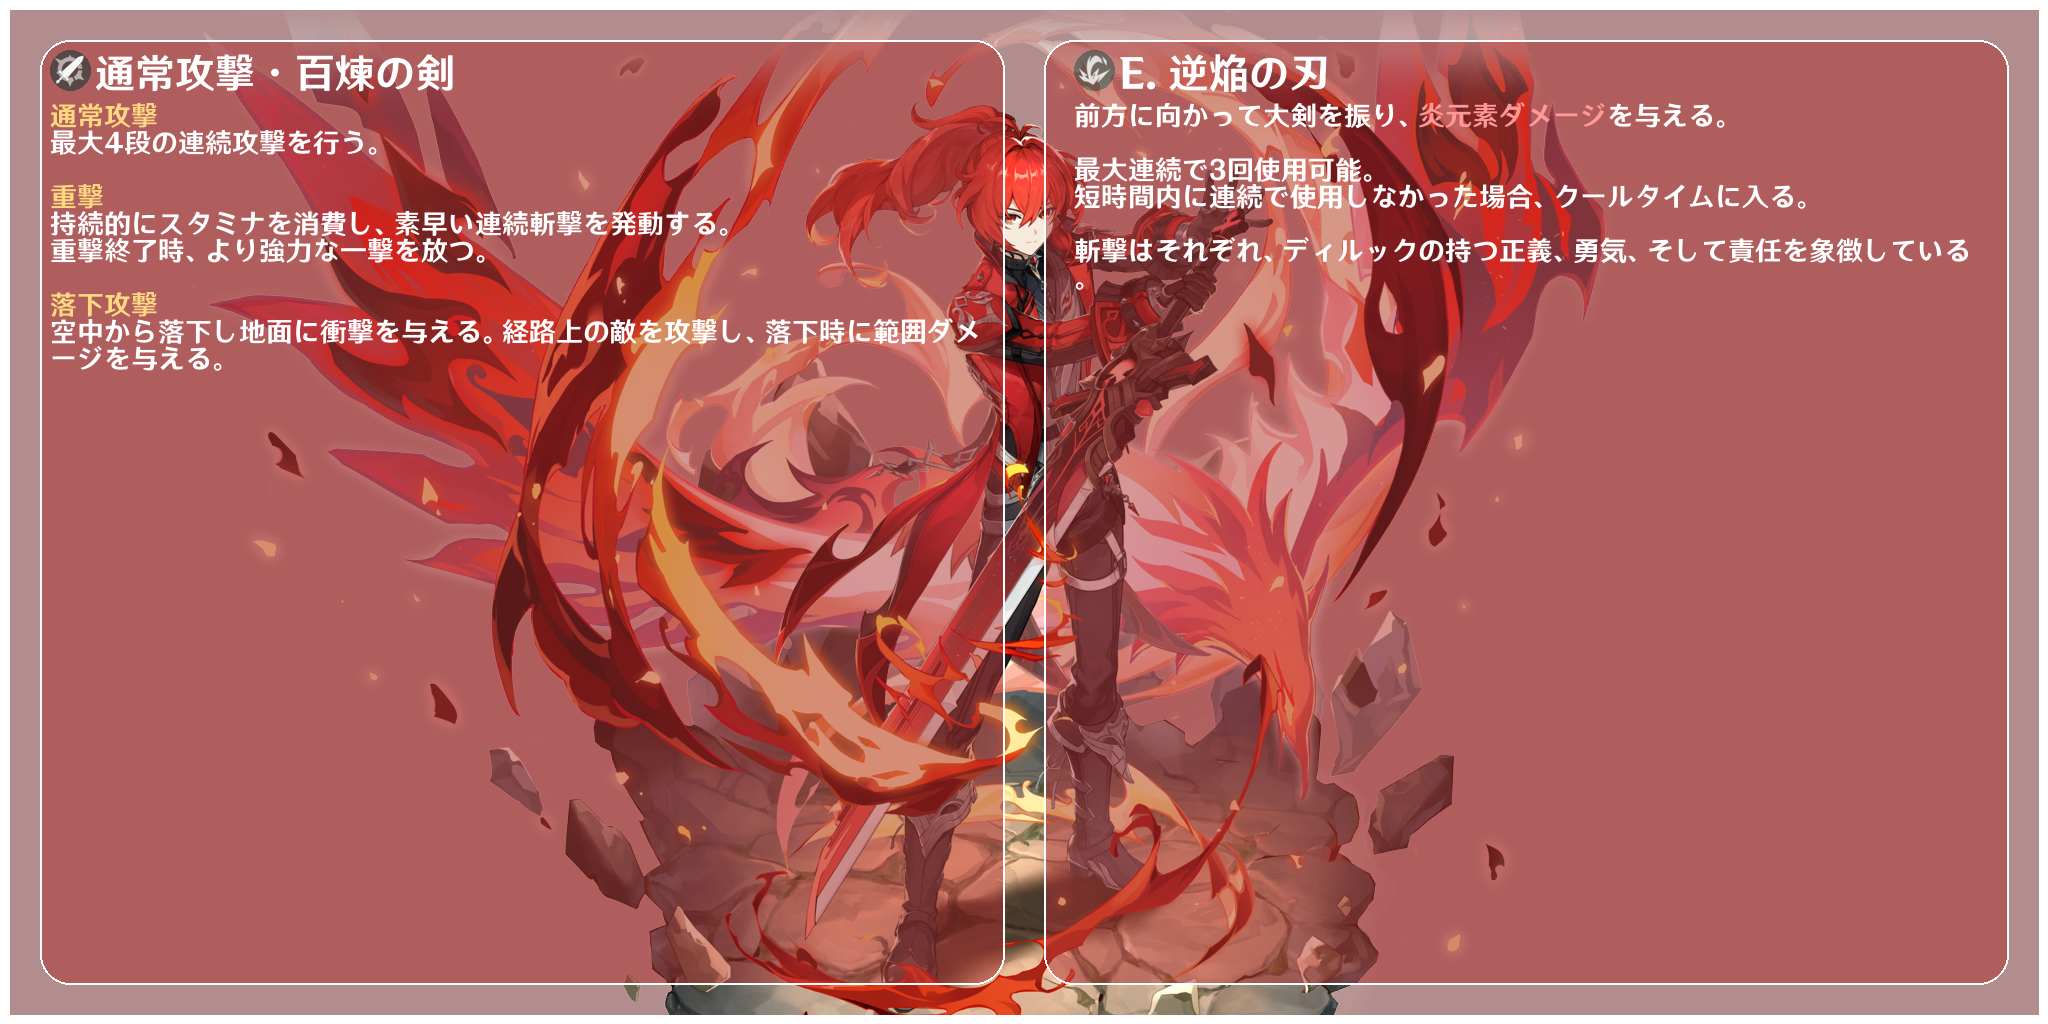 通常攻撃・百煉の剣
通常攻撃
最大4段の連続攻撃を行う。
重撃
持続的にスタミナを消費し、素早い連続斬撃を発動する。
重撃終了時、より強力な一撃を放つ。
落下攻撃
空中から落下し地面に衝撃を与える。経路上の敵を攻撃し、落下時に範囲ダメ
ージを与える。
E. 逆焔の刃
前方に向かって大剣を振り、炎元素ダメージを与える。
最大連続で3回使用可能。
短時間内に連続で使用しなかった場合、クールタイムに入る。
斬撃はそれぞれ、ディルックの持つ正義、勇気、そして責任を象徴している
。